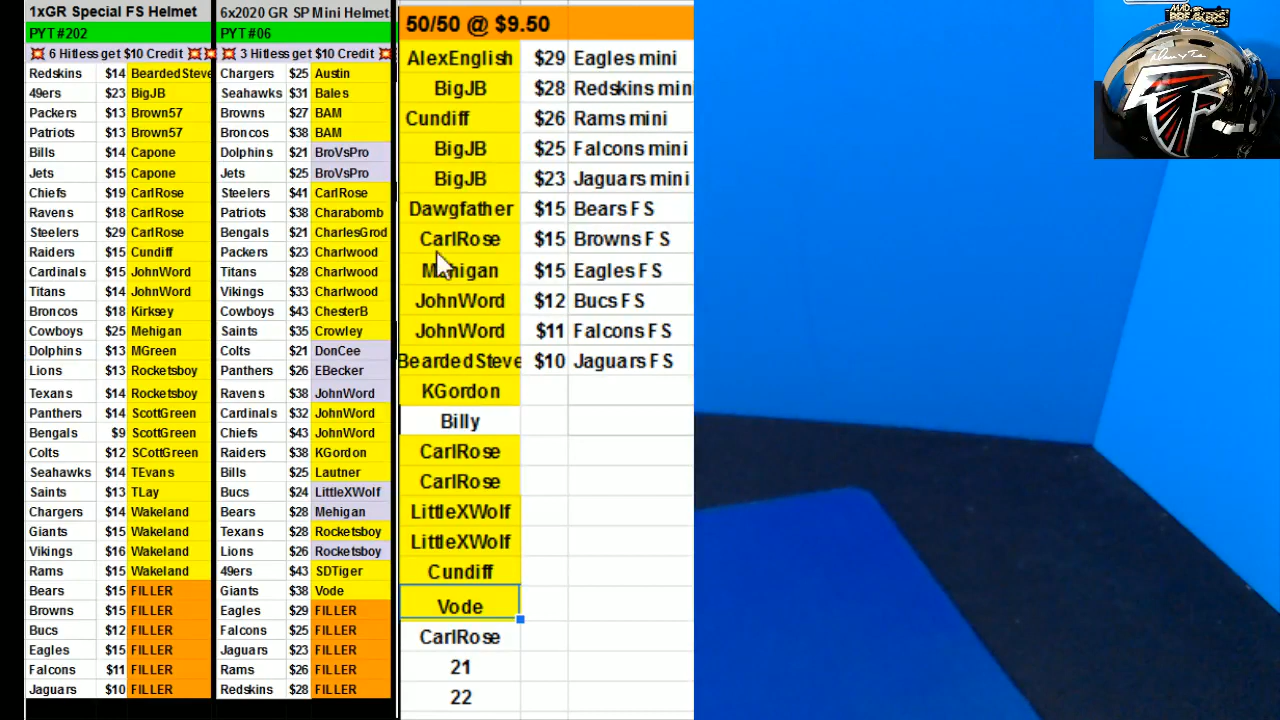 1xGR Special FS Helmet
PYT #202
💥 6 Hitless get $10 Credit 💥
Redskins $14 BeardedSteve
49ers $23 BigJB
Packers $13 Brown57
Patriots $13 Brown57
Bills $14 Capone
Jets $15 Capone
Chiefs $19 CarlRose
Ravens $18 CarlRose
Steelers $29 CarlRose
Raiders $15 Cundiff
Cardinals $15 JohnWord
Titans $14 JohnWord
Broncos $18 Kirksey
Cowboys $25 Mehigan
Dolphins $13 MGreen
Lions $13 Rocketsboy
Texans $14 Rocketsboy
Panthers $14 ScottGreen
Bengals $9 ScottGreen
Colts $12 SCottGreen
Seahawks $14 TEvans
Saints $13 TLay
Chargers $14 Wakeland
Giants $15 Wakeland
Vikings $16 Wakeland
Rams $15 Wakeland
Bears $15 FILLER
Browns $15 FILLER
Bucs $12 FILLER
Eagles $15 FILLER
Falcons $11 FILLER
Jaguars $10 FILLER
6x2020 GR SP Mini Helmet
PYT #06
💥 3 Hitless get $10 Credit 💥
Chargers $25 Austin
Seahawks $31 Bales
Browns $27 BAM
Broncos $38 BAM
Dolphins $21 BroVsPro
Jets $25 BroVsPro
Steelers $41 CarlRose
Patriots $38 Charabomb
Bengals $21 CharlesGrod
Packers $23 Charlwood
Titans $28 Charlwood
Vikings $33 Charlwood
Cowboys $43 ChesterB
Saints $35 Crowley
Colts $21 DonCee
Panthers $26 EBecker
Ravens $38 JohnWord
Cardinals $32 JohnWord
Chiefs $43 JohnWord
Raiders $38 KGordon
Bills $25 Lautner
Bucs $24 LittleXWolf
Bears $28 Mehigan
Texans $28 Rocketsboy
Lions $26 Rocketsboy
49ers $43 SDTiger
Giants $38 Vode
Eagles $29 FILLER
Falcons $25 FILLER
Jaguars $23 FILLER
Rams $26 FILLER
Redskins $28 FILLER
50/50 @ $9.50
AlexEnglish $29 Eagles mini
BigJB $28 Redskins mini
Cundiff $26 Rams mini
BigJB $25 Falcons mini
BigJB $23 Jaguars mini
Dawgfather $15 Bears FS
CarlRose $15 Browns FS
Mehigan $15 Eagles FS
JohnWord $12 Bucs FS
JohnWord $11 Falcons FS
BeardedSteve $10 Jaguars FS
KGordon
Billy
CarlRose
CarlRose
LittleXWolf
LittleXWolf
Cundiff
Vode
CarlRose
21
22
MAD
BREAKERS